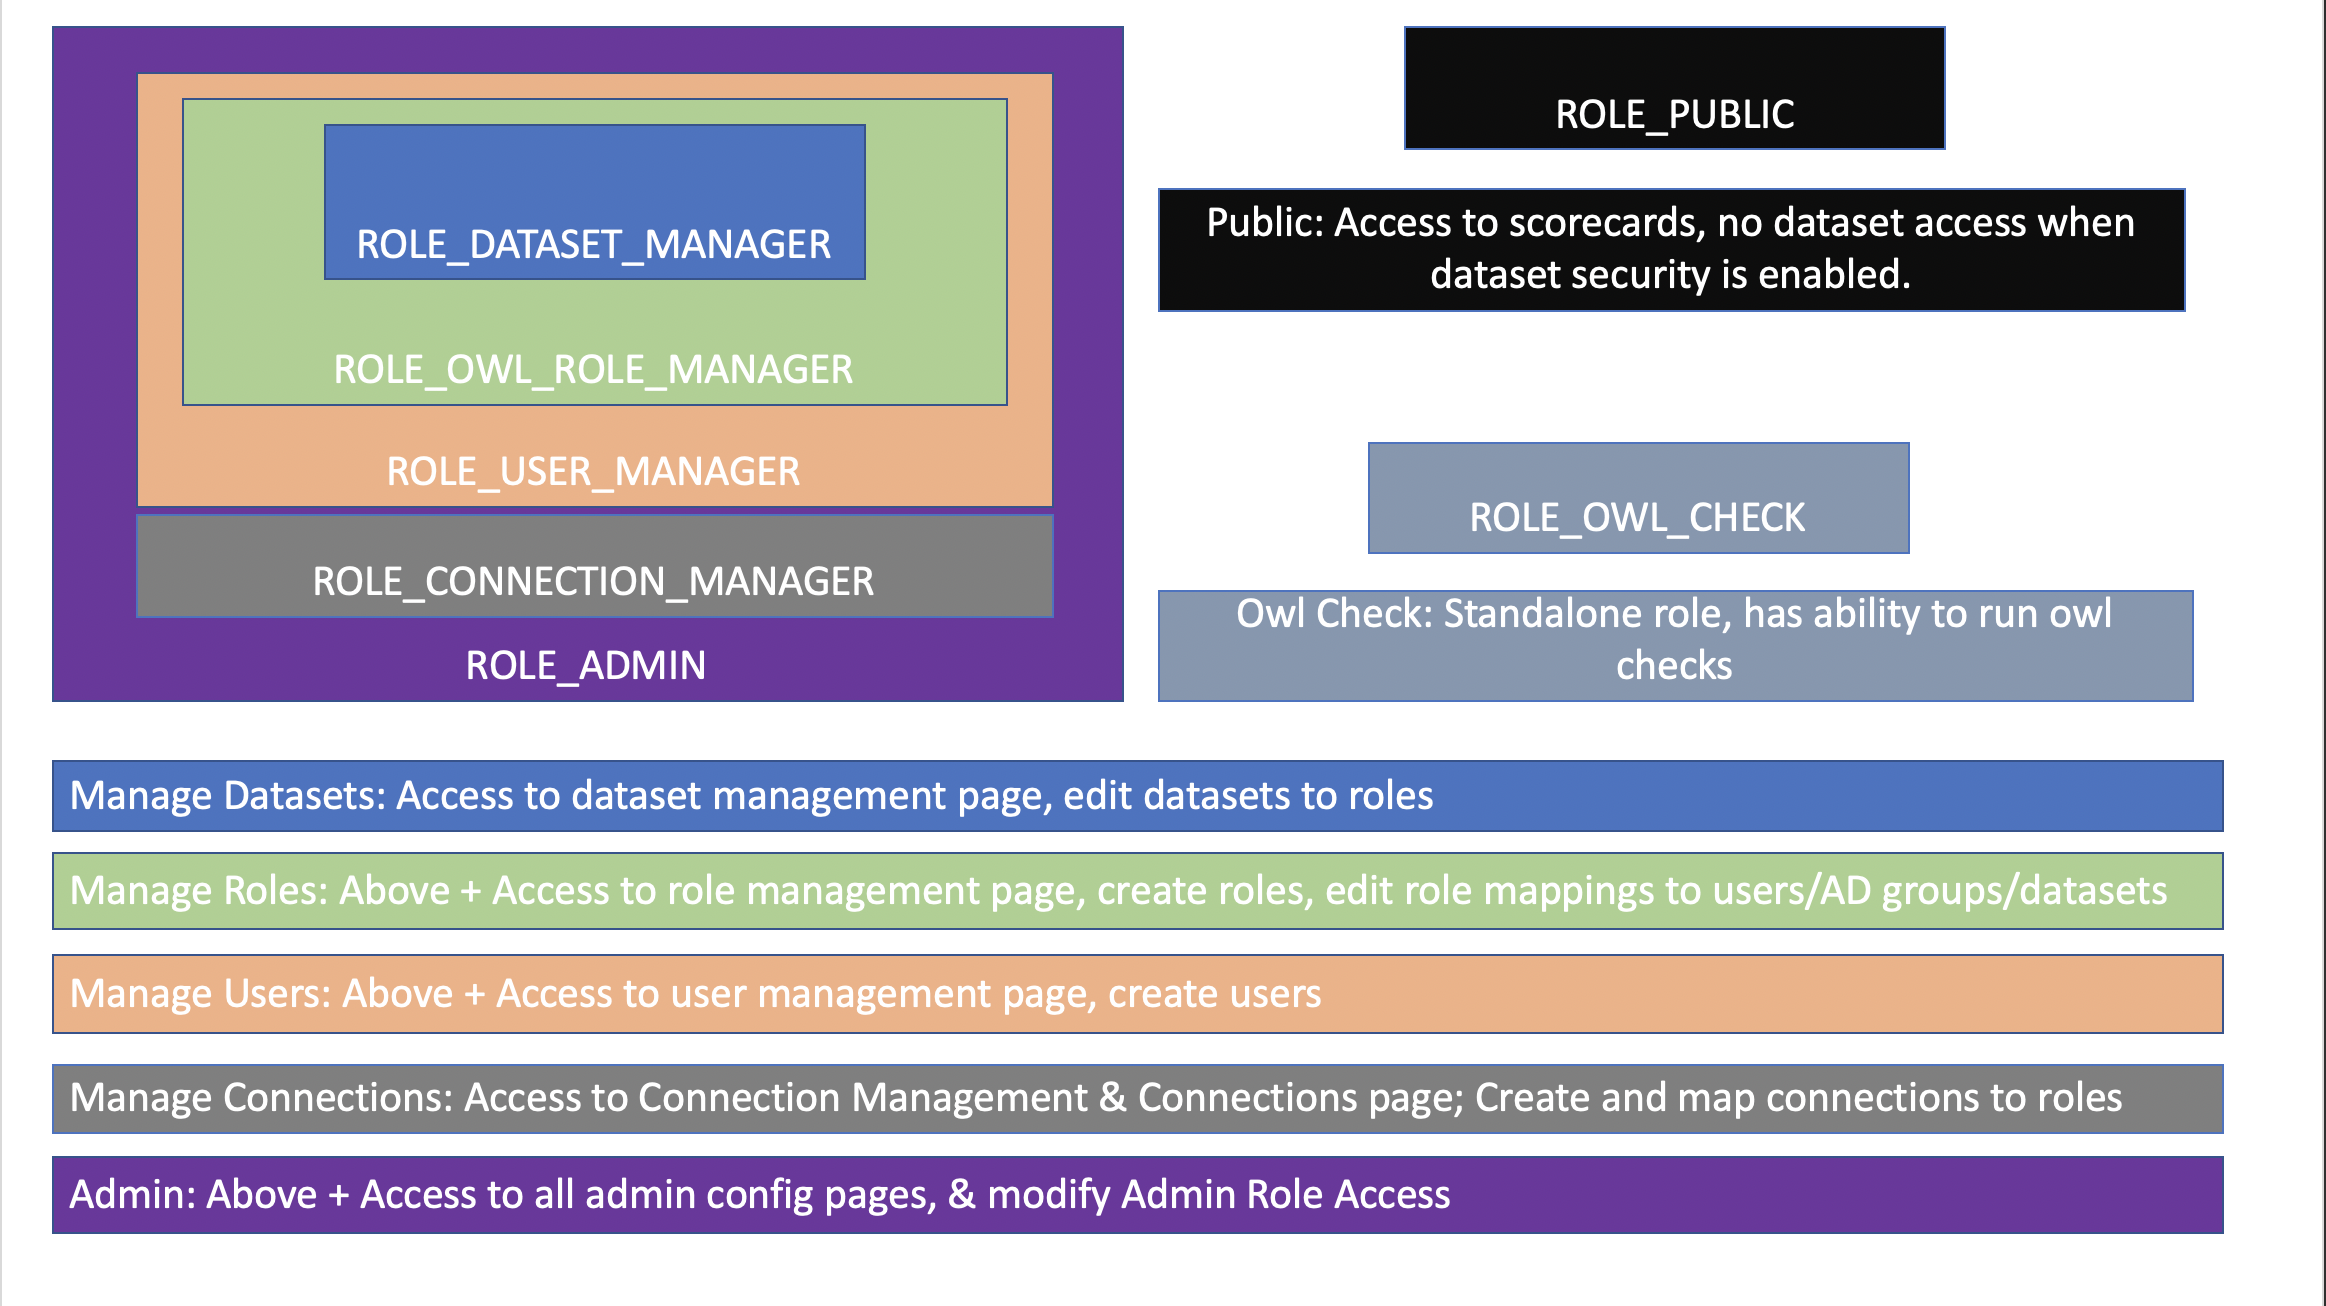 ROLE_DATASET_MANAGER
ROLE_OWL_ROLE_MANAGER
ROLE_USER_MANAGER
ROLE_CONNECTION_MANAGER
ROLE_ADMIN
ROLE_PUBLIC
Public: Access to scorecards, no dataset access when
dataset security is enabled.
ROLE_OWL_CHECK
Owl Check: Standalone role, has ability to run owl
checks
Manage Datasets: Access to dataset management page, edit datasets to roles
Manage Roles: Above + Access to role management page, create roles, edit role mappings to users/AD groups/datasets
Manage Users: Above + Access to user management page, create users
Manage Connections: Access to Connection Management & Connections page; Create and map connections to roles
Admin: Above + Access to all admin config pages, & modify Admin Role Access